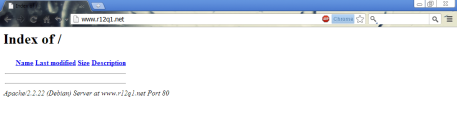 www.r12q1.net
Chrome
Index of /
Name Last modified Size Description
Apache/2.2.22 (Debian) Server at www.r12q1.net Port 80